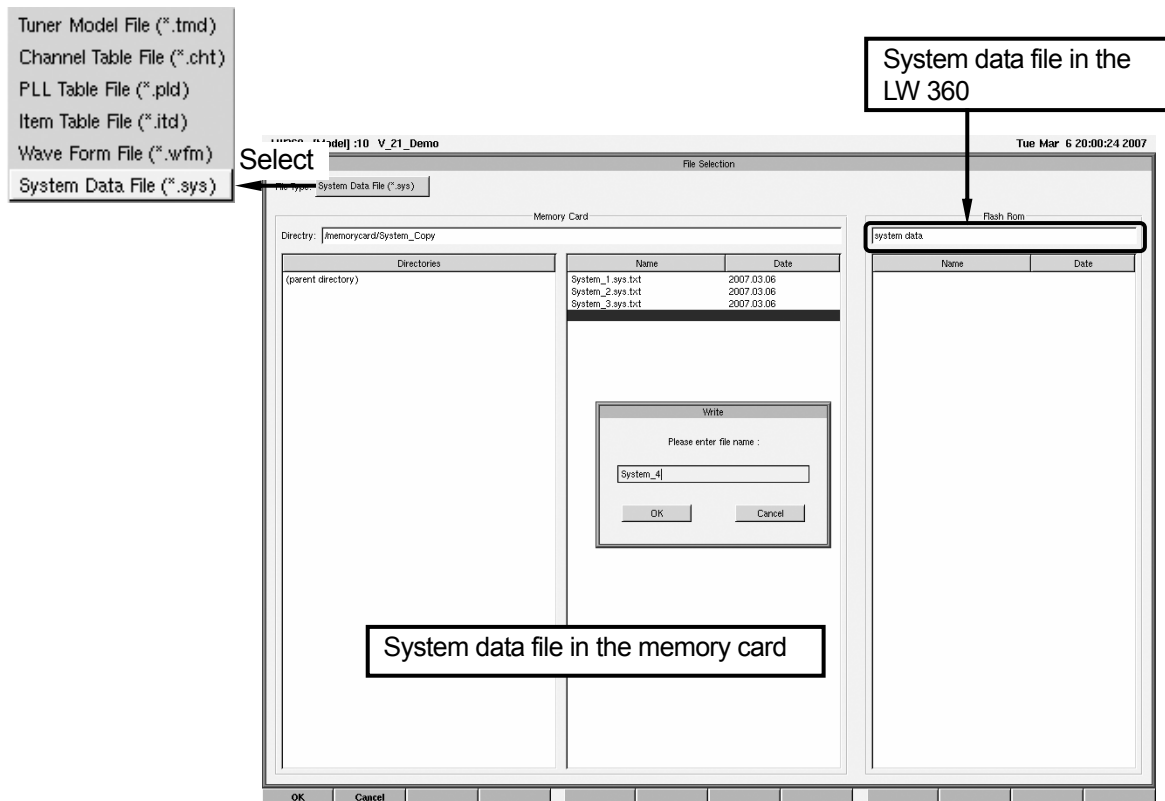 Tuner Model File (*.tmd)
Channel Table File (*.cht)
PLL Table File (*.pld)
Item Table File (*.itd)
Wave Form File (*.wfm)
System Data File (*.sys)
Select
System data file in the
LW 360
[Model] :10 V_21_Demo
Tue Mar 6 20:00:24 2007
File Selection
System Data File (*.sys)
Memory Card
Flash Rom
Directry: /memorycard/System_Copy
system data
Directories
Name Date
Name Date
(parent directory)
System_1.sys.txt 2007.03.06
System_2.sys.txt 2007.03.06
System_3.sys.txt 2007.03.06
Write
Please enter file name :
System_4
OK Cancel
System data file in the memory card
OK Cancel